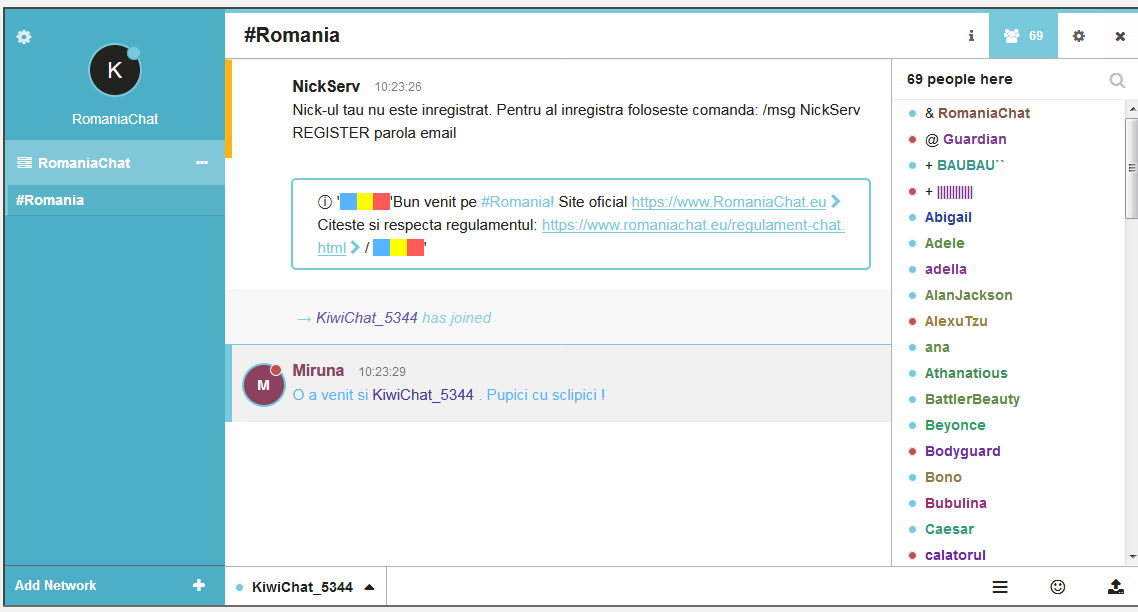 K
RomaniaChat
RomaniaChat
#Romania
Add Network
#Romania
69
NickServ 10:23:26
Nick-ul tau nu este inregistrat. Pentru al inregistra foloseste comanda: /msg NickServ
REGISTER parola email
'Bun venit pe #Romania! Site oficial https://www.RomaniaChat.eu
Citeste si respecta regulamentul: https://www.romaniachat.eu/regulament-chat.
html / '
→ KiwiChat_5344 has joined
M
Miruna 10:23:29
O a venit si KiwiChat_5344 . Pupici cu sclipici !
KiwiChat_5344
69 people here
& RomaniaChat
@ Guardian
+ BAUBAU``
+ ||||||||||||
Abigail
Adele
adella
AlanJackson
AlexuTzu
ana
Athanatious
BattlerBeauty
Beyonce
Bodyguard
Bono
Bubulina
Caesar
calatorul